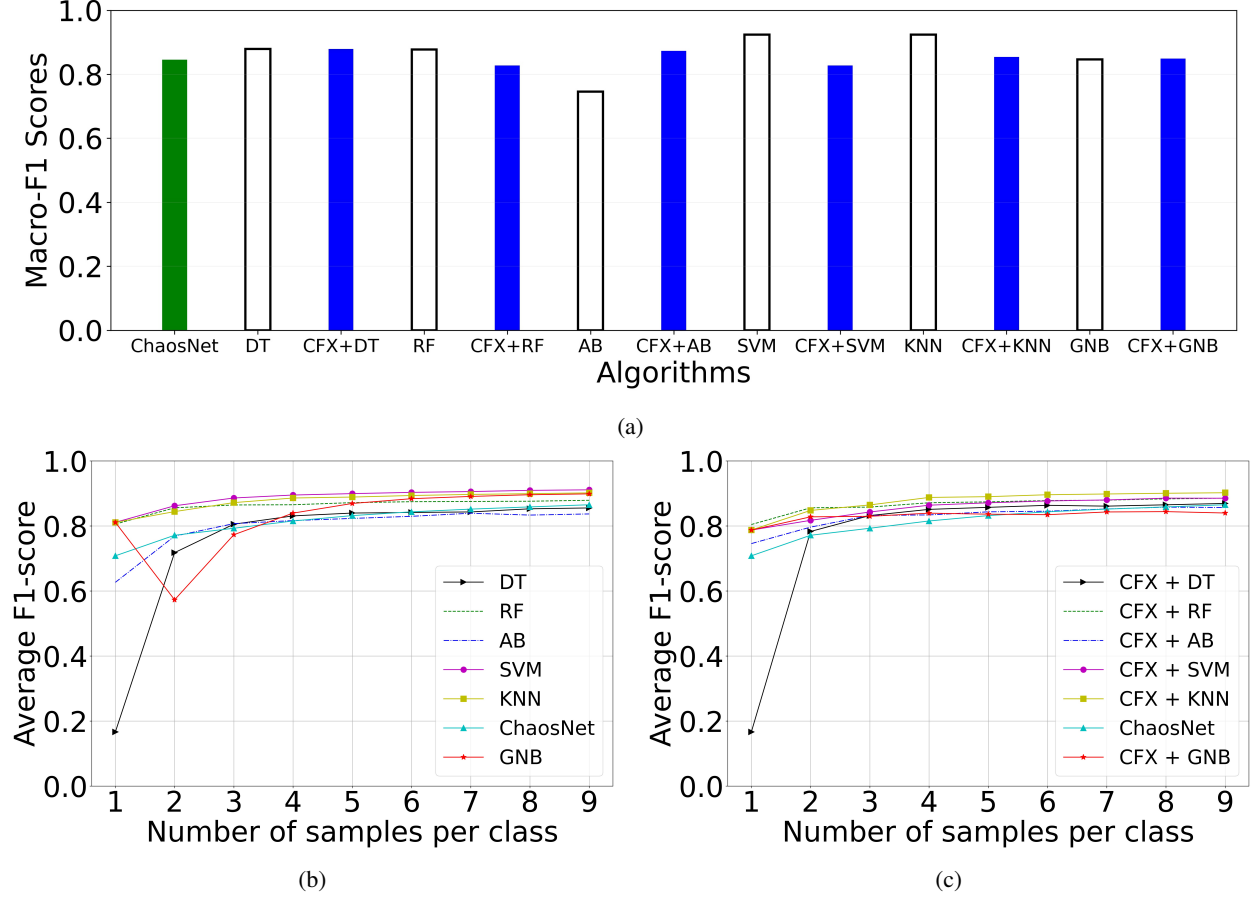 1.0
0.8
0.6
0.4
0.2
0.0
Macro-F1 Scores
ChaosNet DT CFX+DT RF CFX+RF AB CFX+AB SVM CFX+SVM KNN CFX+KNN GNB CFX+GNB
Algorithms
(a)
1.0
0.8
0.6
0.4
0.2
0.0
Average F1-score
DT
RF
AB
SVM
KNN
ChaosNet
GNB
1 2 3 4 5 6 7 8 9
Number of samples per class
(b)
1.0
0.8
0.6
0.4
0.2
0.0
Average F1-score
CFX + DT
CFX + RF
CFX + AB
CFX + SVM
CFX + KNN
ChaosNet
CFX + GNB
1 2 3 4 5 6 7 8 9
Number of samples per class
(c)